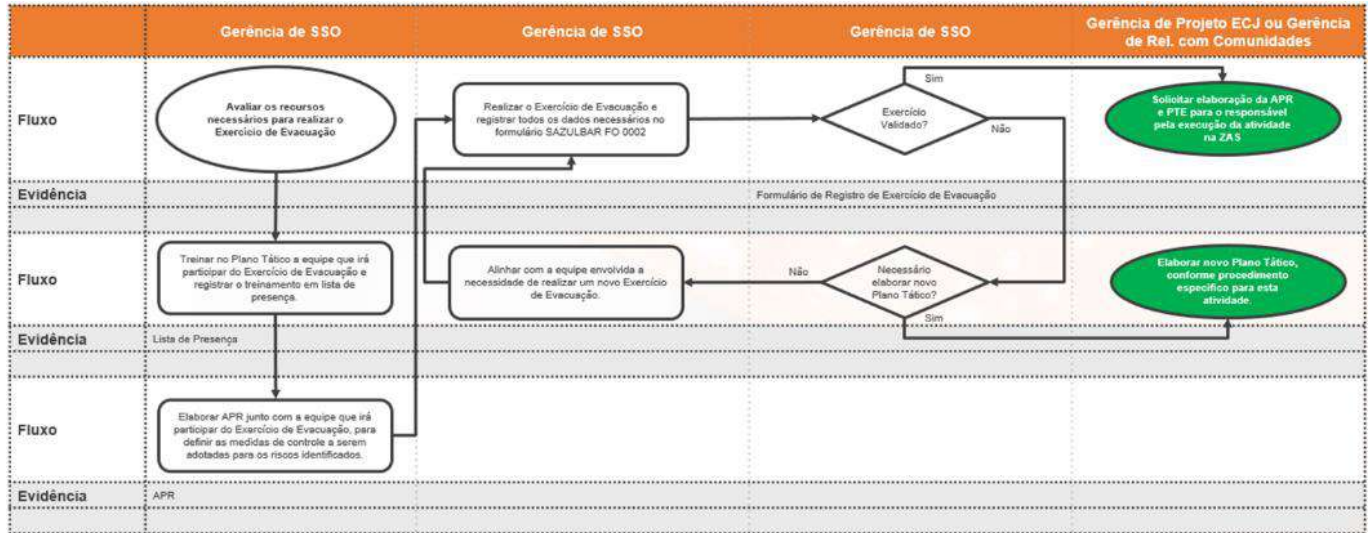 Gerência de SSO
Gerência de SSO
Gerência de SSO
Gerência de Projeto ECJ ou Gerência
de Rel. com Comunidades
Fluxo
Avaliar os recursos
necessários para realizar o
Exercício de Evacuação
Realizar o Exercício de Evacuação e
registrar todos os dados necessários no
formulário SAZULBAR FO 0002
Exercício
Validado?
Sim
Não
Solicitar elaboração da APR
e PTE para o responsável
pela execução da atividade
na ZAS
Evidência
Formulário de Registro de Exercício de Evacuação
Fluxo
Treinar no Plano Tático a equipe que irá
participar do Exercício de Evacuação e
registrar o treinamento em lista de
presença.
Alinhar com a equipe envolvida a
necessidade de realizar um novo Exercício
de Evacuação.
Não
Necessário
elaborar novo
Plano Tático?
Sim
Elaborar novo Plano Tático,
conforme procedimento
específico para esta
atividade.
Evidência
Lista de Presença
Fluxo
Elaborar APR junto com a equipe que irá
participar do Exercício de Evacuação, para
definir as medidas de controle a serem
adotadas para os riscos identificados.
Evidência
APR